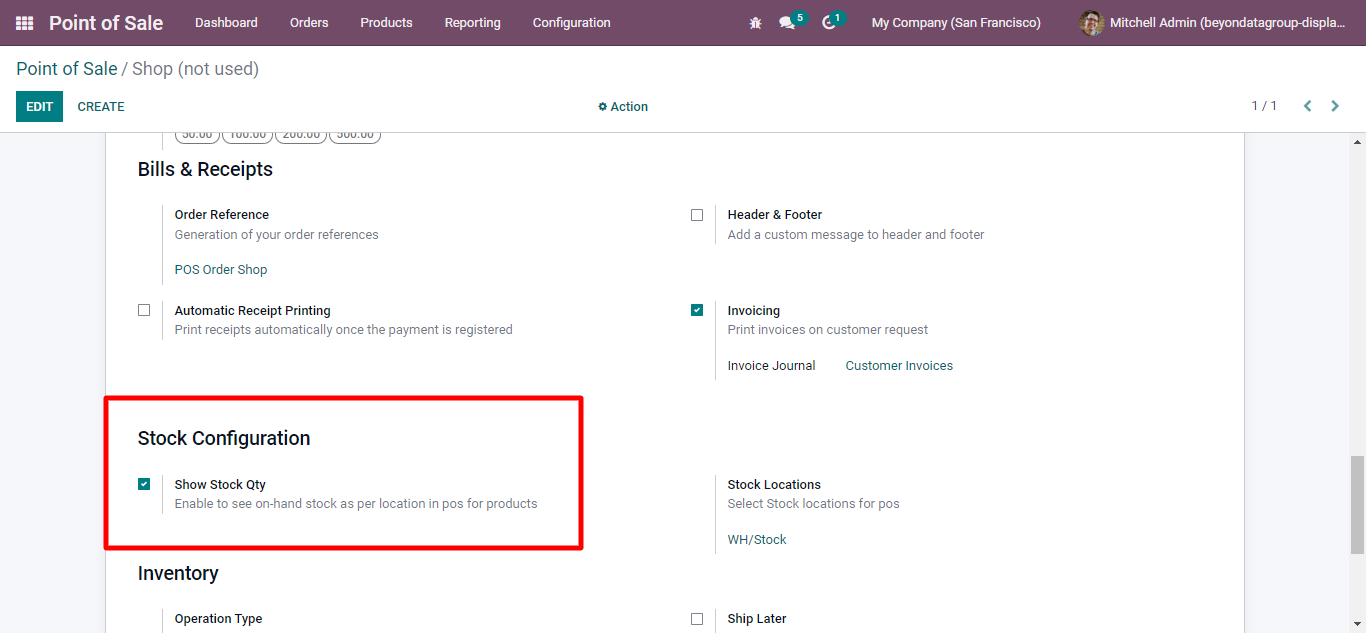 Point of Sale Dashboard Orders Products Reporting Configuration 5 1 My Company (San Francisco) Mitchell Admin (beyondatagroup-displa...
Point of Sale / Shop (not used)
EDIT CREATE Action 1 / 1
50.00 100.00 200.00 500.00
Bills & Receipts
Order Reference
Generation of your order references
POS Order Shop
Header & Footer
Add a custom message to header and footer
Automatic Receipt Printing
Print receipts automatically once the payment is registered
Invoicing
Print invoices on customer request
Invoice Journal Customer Invoices
Stock Configuration
Show Stock Qty
Enable to see on-hand stock as per location in pos for products
Stock Locations
Select Stock locations for pos
WH/Stock
Inventory
Operation Type
Ship Later